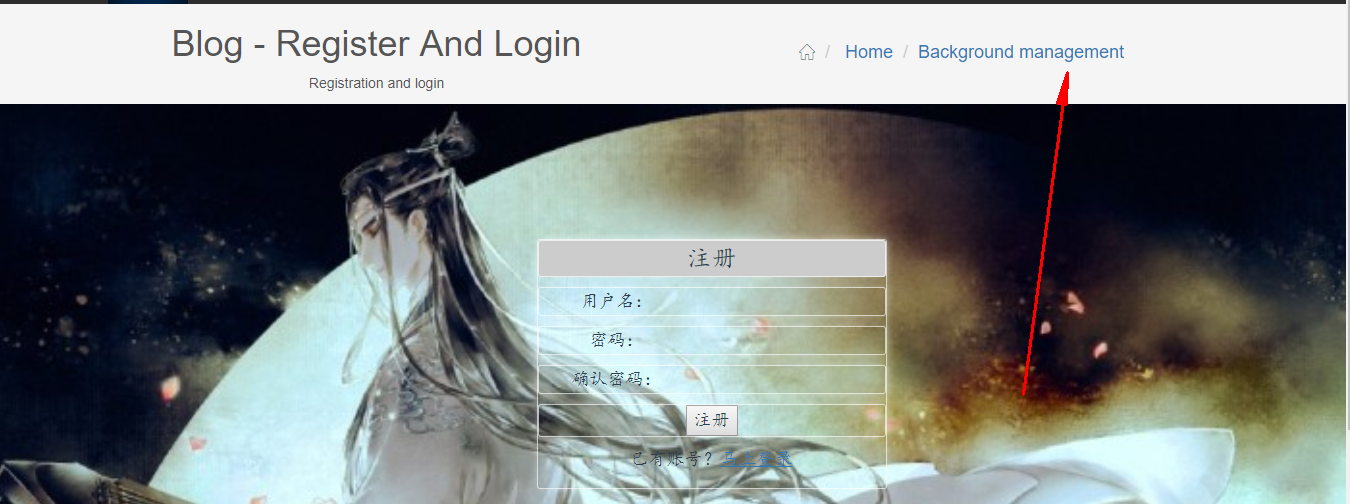 Blog - Register And Login
Registration and login
/ Home / Background management
注册
用户名：
密码：
确认密码：
注册
已有账号？马上登录